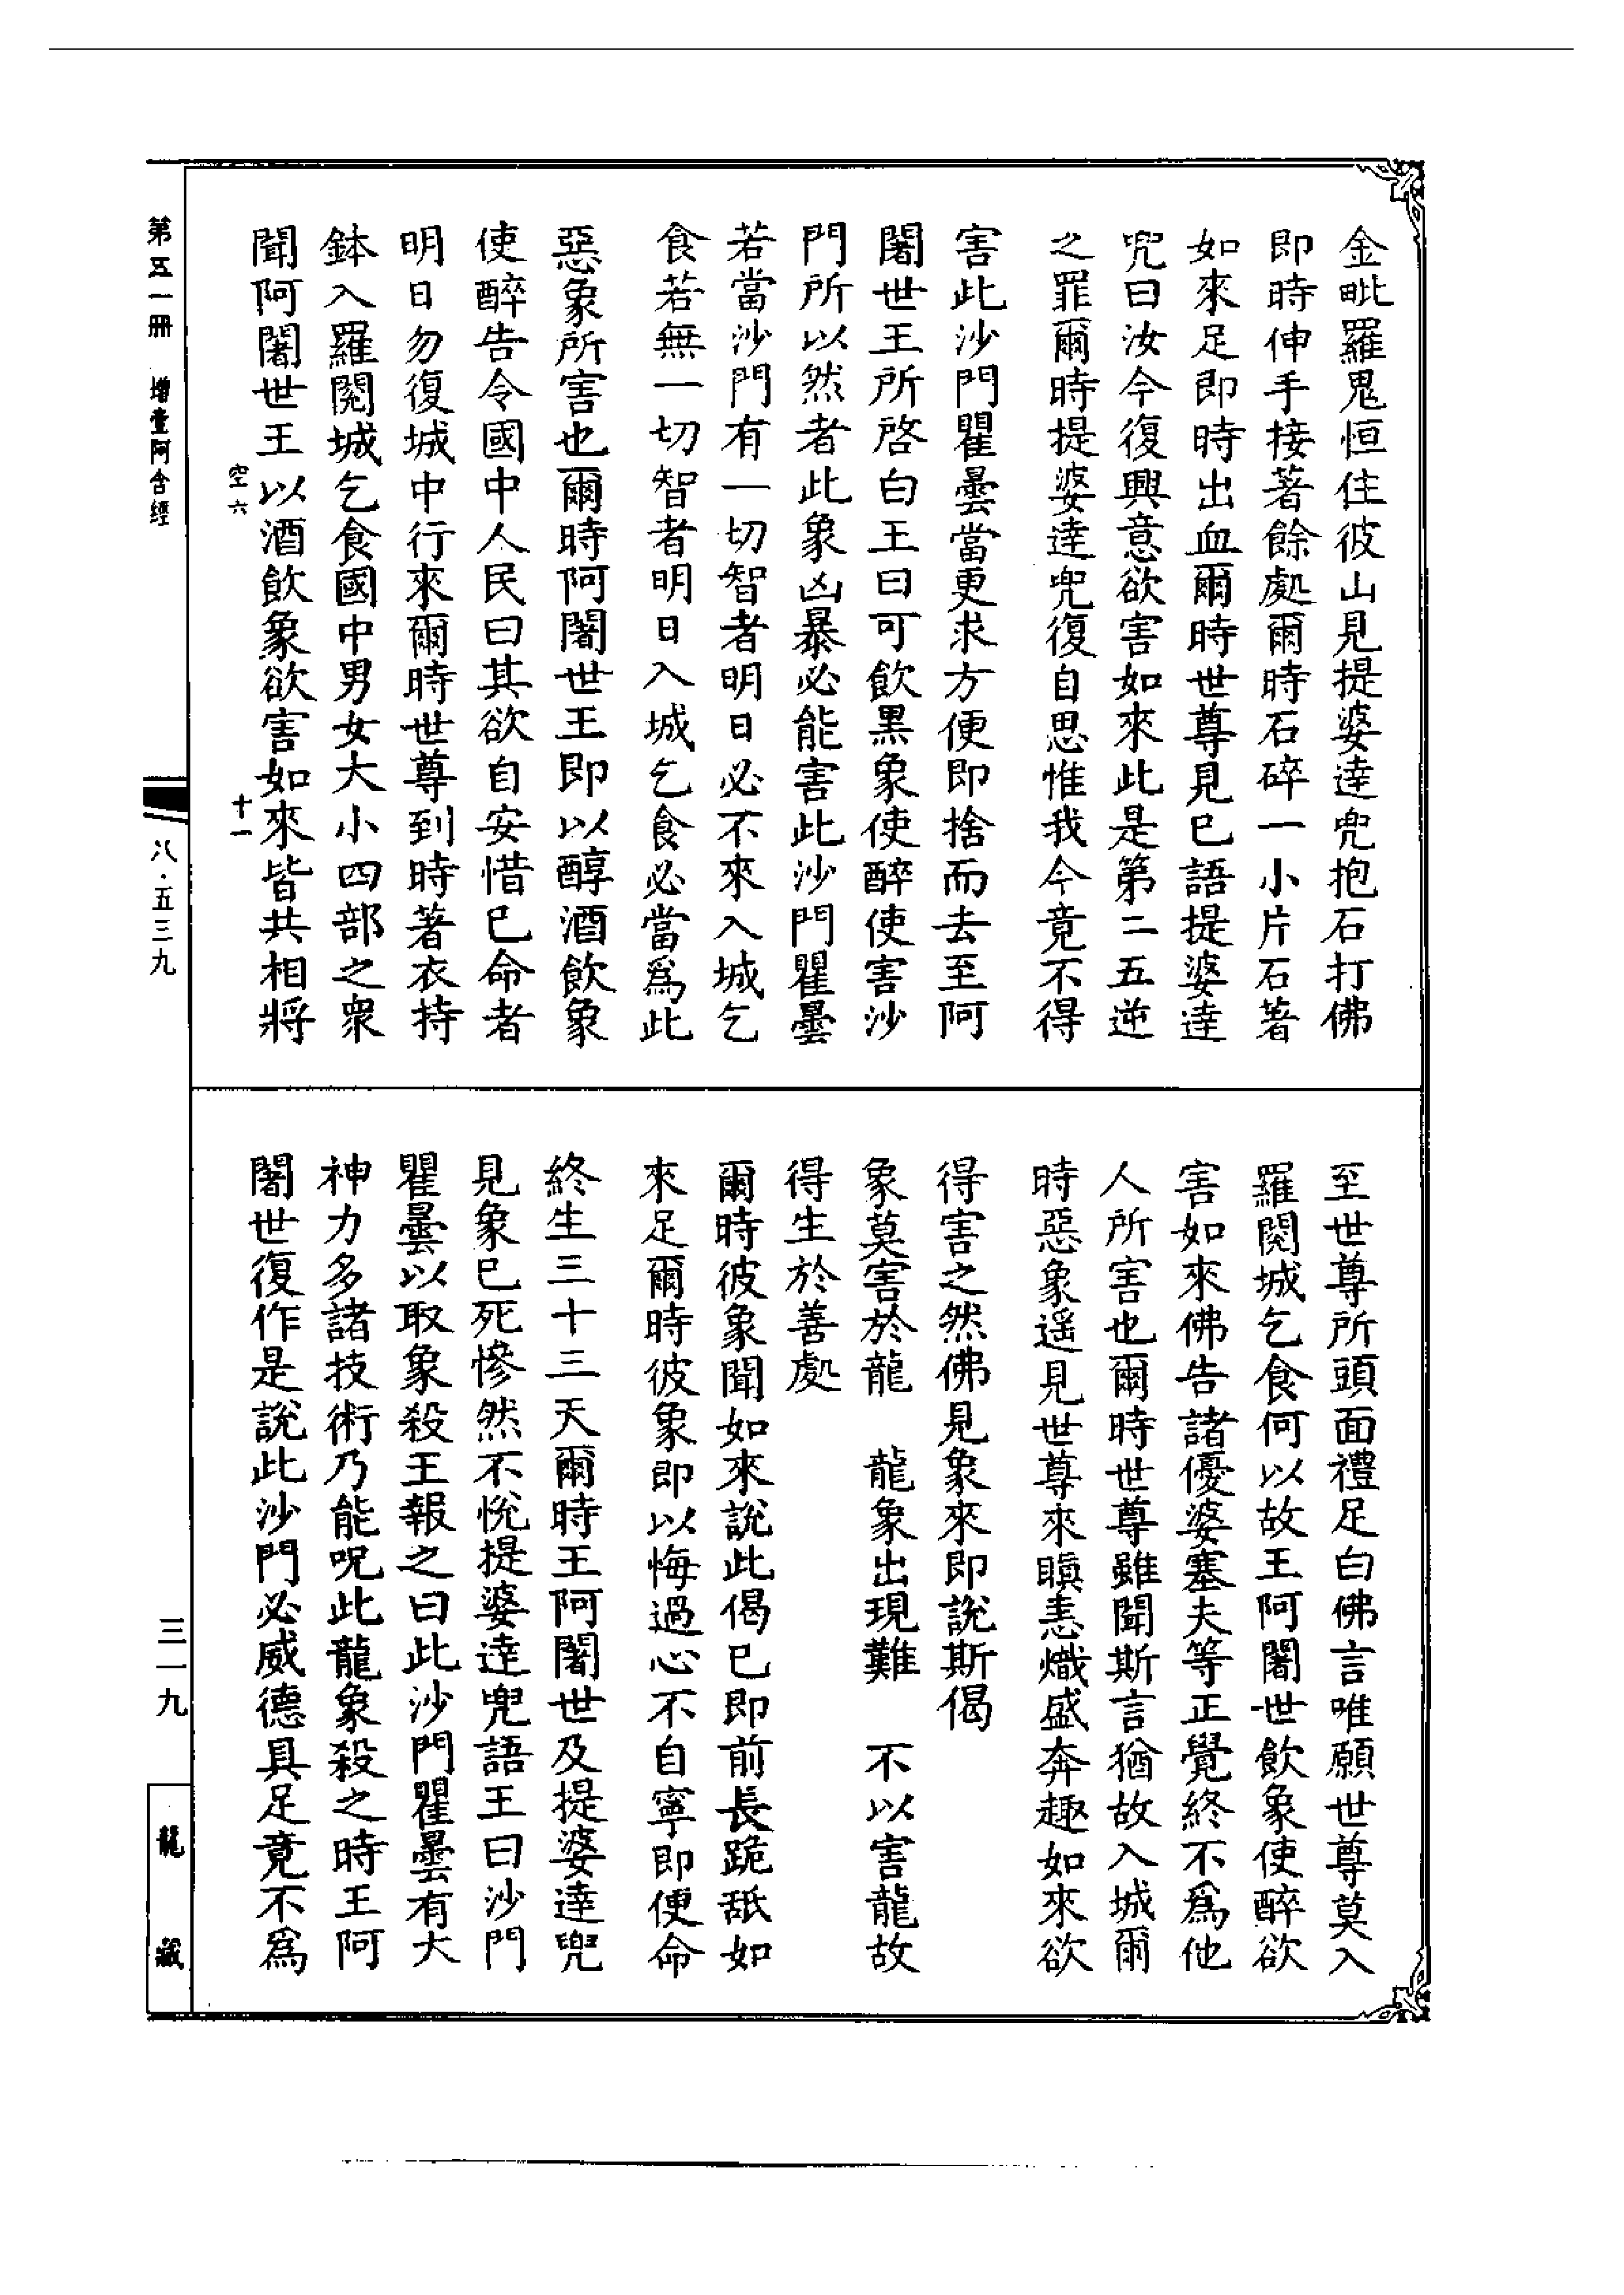 金毗羅鬼恒住彼山見提婆達兜抱石打佛
即時伸手接著餘處爾時石碎一小片石著
如來足即時出血爾時世尊見已語提婆達
兜曰汝今復興意欲害如來此是第二五逆
之罪爾時提婆達兜復自思惟我今竟不得
害此沙門瞿曇當更求方便即捨而去至阿
闍世王所啓白王曰可飲黑象使醉使害沙
門所以然者此象凶暴必能害此沙門瞿曇
若當沙門有一切智者明日必不來入城乞
食若無一切智者明日入城乞食必當爲此
惡象所害也爾時阿闍世王即以醇酒飲象
使醉告令國中人民曰其欲自安惜已命者
明日勿復城中行來爾時世尊到時著衣持
鉢入羅閱城乞食國中男女大小四部之衆
聞阿闍世王以酒飲象欲害如來皆共相將
空六
十一
至世尊所頭面禮足白佛言唯願世尊莫入
羅閱城乞食何以故王阿闍世飲象使醉欲
害如來佛告諸優婆塞夫等正覺終不爲他
人所害也爾時世尊雖聞斯言猶故入城爾
時惡象遥見世尊來瞋恚熾盛奔趣如來欲
得害之然佛見象來即說斯偈
象莫害於龍 龍象出現難 不以害龍故
得生於善處
爾時彼象聞如來說此偈已即前長跪舐如
來足爾時彼象即以悔過心不自寧即便命
終生三十三天爾時王阿闍世及提婆達兜
見象已死慘然不悅提婆達兜語王曰沙門
瞿曇以取象殺王報之曰此沙門瞿曇有大
神力多諸技術乃能呪此龍象殺之時王阿
闍世復作是說此沙門必威德具足竟不爲
第五一冊 增壹阿含經
八·五三九
三一九
龍藏